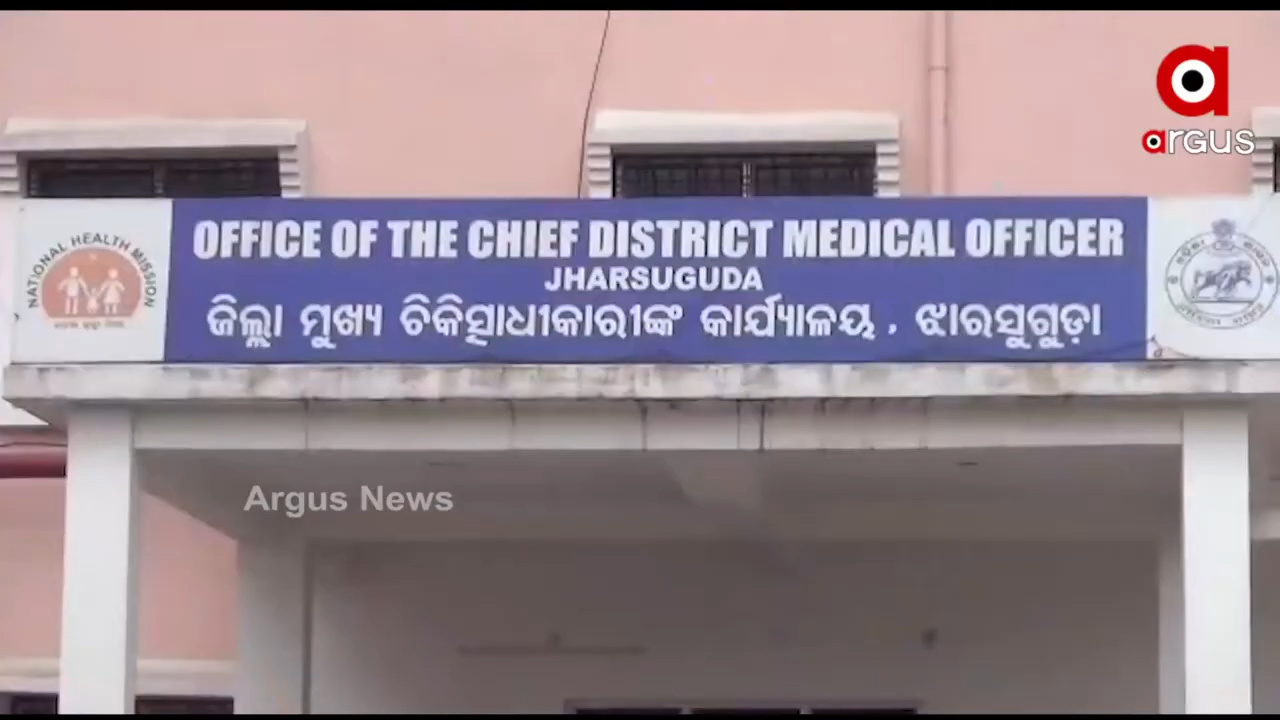 argus
NATIONAL HEALTH MISSION
OFFICE OF THE CHIEF DISTRICT MEDICAL OFFICER
JHARSUGUDA
ଜିଲ୍ଲା ମୁଖ୍ୟ ଚିକିତ୍ସାଧୀକାରୀଙ୍କ କାର୍ଯ୍ୟାଳୟ , ଝାରସୁଗୁଡ଼ା
Argus News